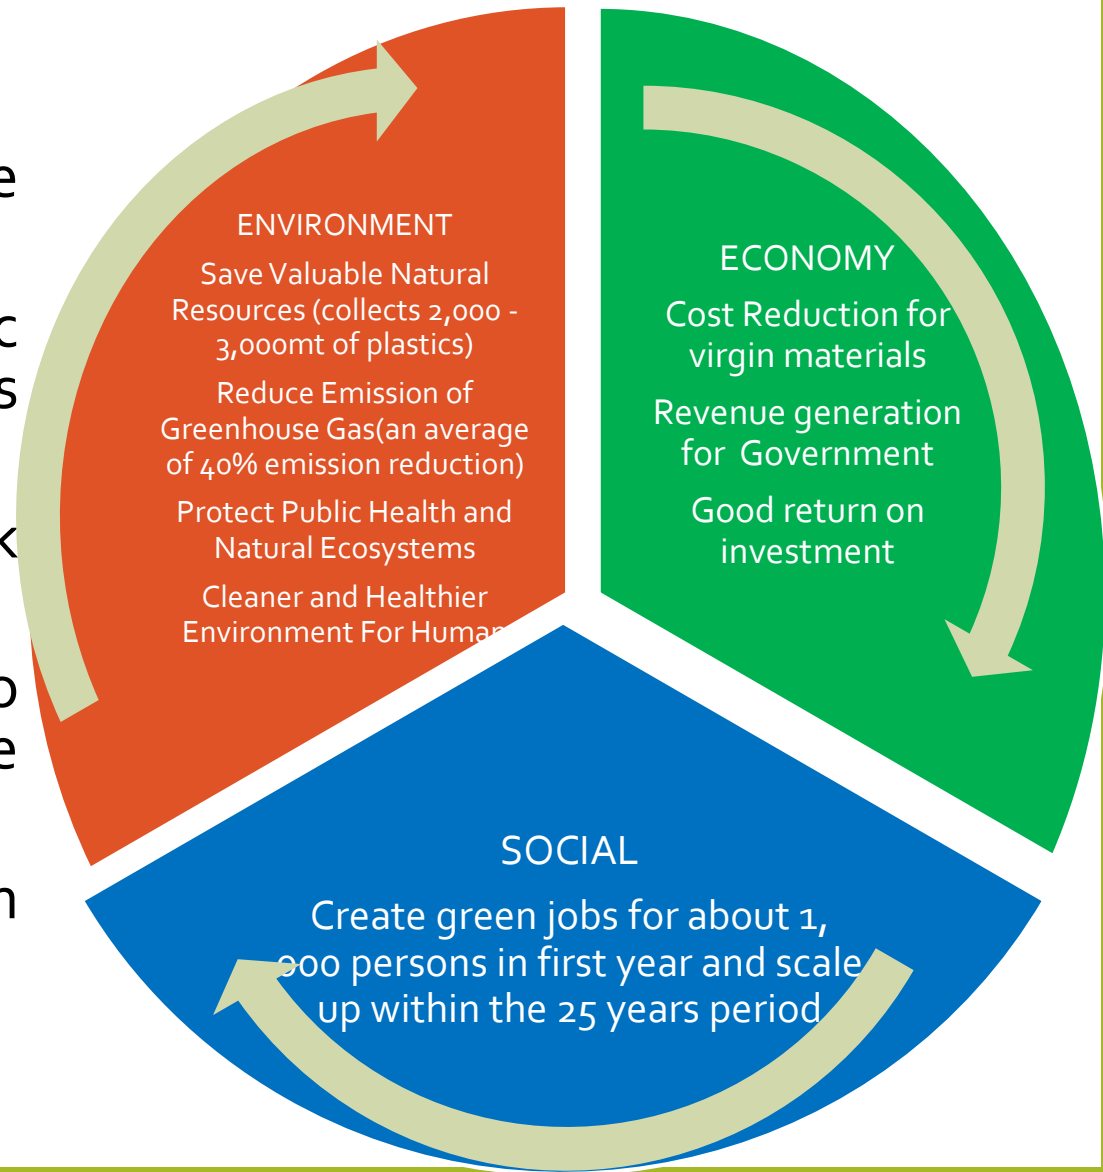 e
c
s
k
o
e
n
ENVIRONMENT
Save Valuable Natural
Resources (collects 2,000 -
3,000mt of plastics)
Reduce Emission of
Greenhouse Gas(an average
of 40% emission reduction)
Protect Public Health and
Natural Ecosystems
Cleaner and Healthier
Environment For Human
ECONOMY
Cost Reduction for
virgin materials
Revenue generation
for Government
Good return on
investment
SOCIAL
Create green jobs for about 1,
000 persons in first year and scale
up within the 25 years period